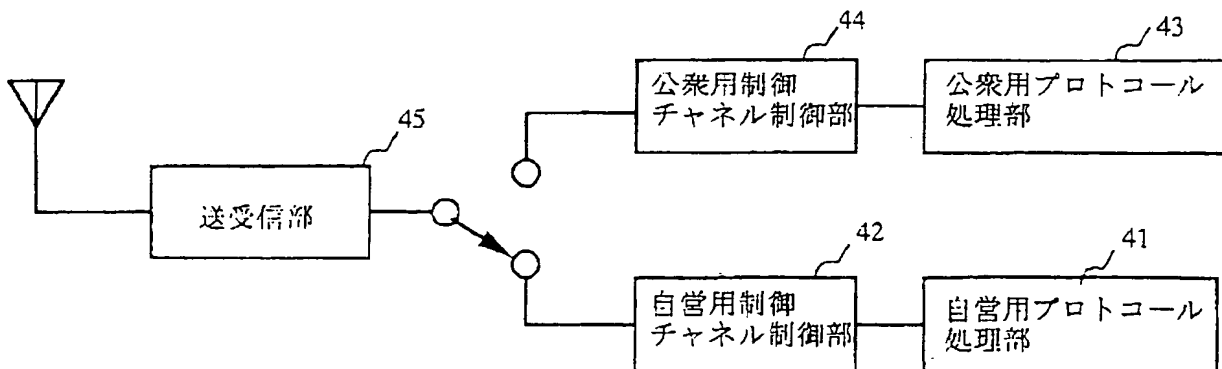 44
公衆用制御
チャネル制御部
43
公衆用プロトコール
処理部
45
送受信部
42
自営用制御
チャネル制御部
41
自営用プロトコール
処理部